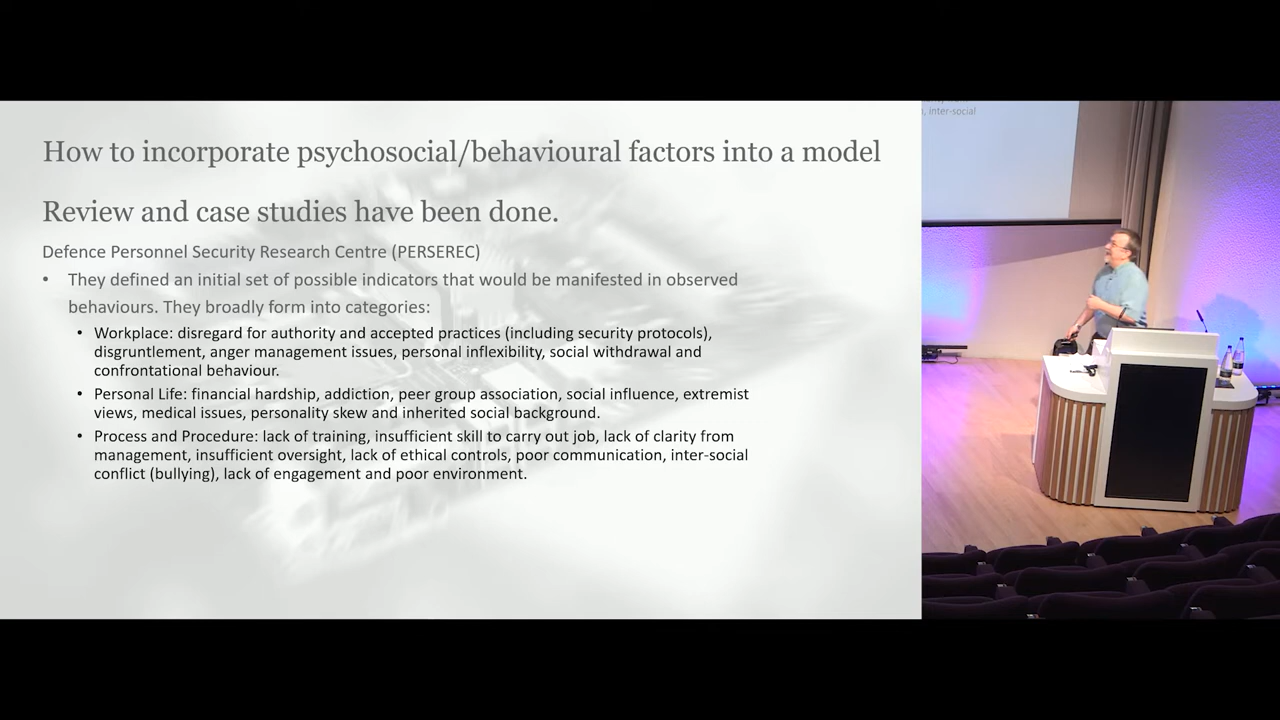 How to incorporate psychosocial/behavioural factors into a model
Review and case studies have been done.
Defence Personnel Security Research Centre (PERSEREC)
• They defined an initial set of possible indicators that would be manifested in observed
behaviours. They broadly form into categories:
• Workplace: disregard for authority and accepted practices (including security protocols),
disgruntlement, anger management issues, personal inflexibility, social withdrawal and
confrontational behaviour.
• Personal Life: financial hardship, addiction, peer group association, social influence, extremist
views, medical issues, personality skew and inherited social background.
• Process and Procedure: lack of training, insufficient skill to carry out job, lack of clarity from
management, insufficient oversight, lack of ethical controls, poor communication, inter-social
conflict (bullying), lack of engagement and poor environment.
inter-social